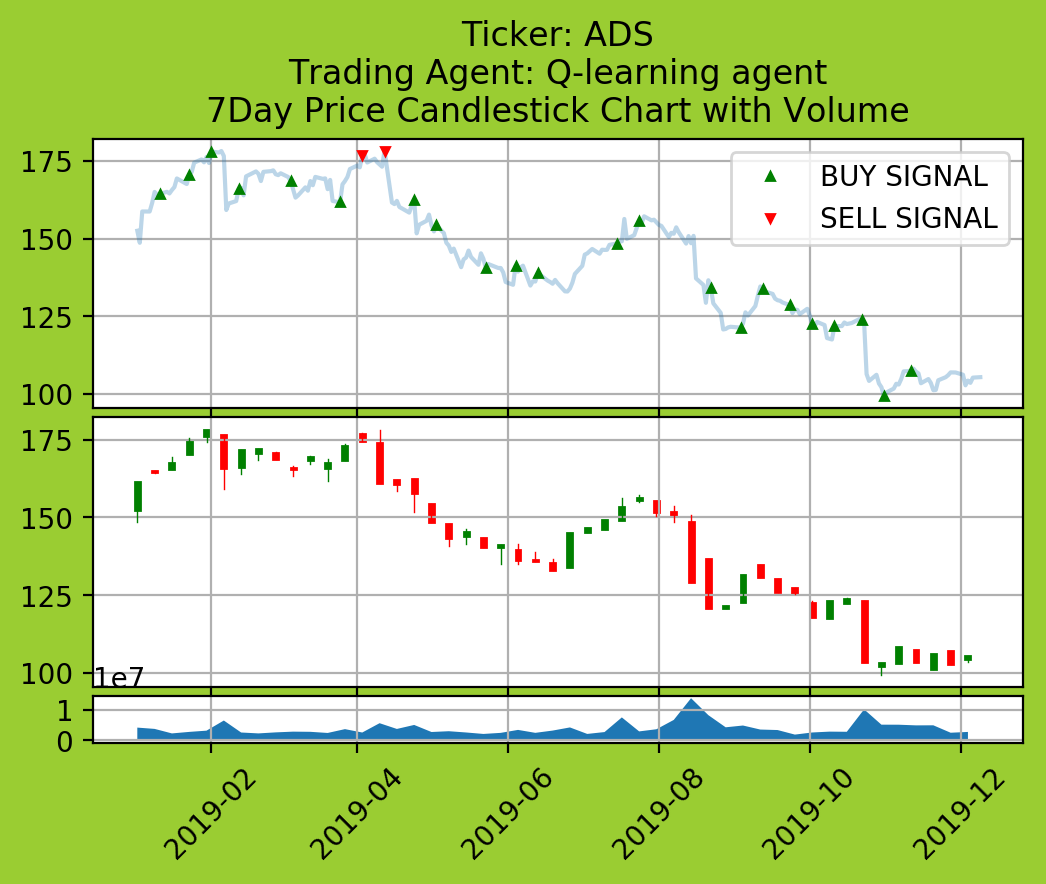 Ticker: ADS
Trading Agent: Q-learning agent
7Day Price Candlestick Chart with Volume
175
150
125
100
BUY SIGNAL
SELL SIGNAL
175
150
125
100
1e7
1
0
2019-02
2019-04
2019-06
2019-08
2019-10
2019-12